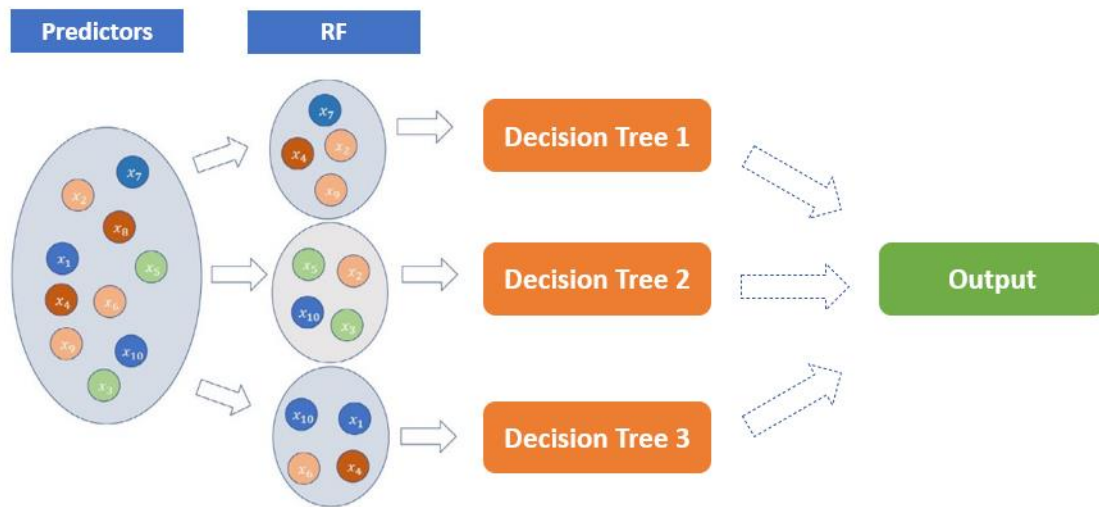 Predictors
RF
x₇
x₂
x₈
x₁
x₅
x₄
x₆
x₉
x₁₀
x₃
x₇
x₄
x₂
x₉
x₅
x₂
x₁₀
x₃
x₁₀
x₁
x₆
x₄
Decision Tree 1
Decision Tree 2
Decision Tree 3
Output